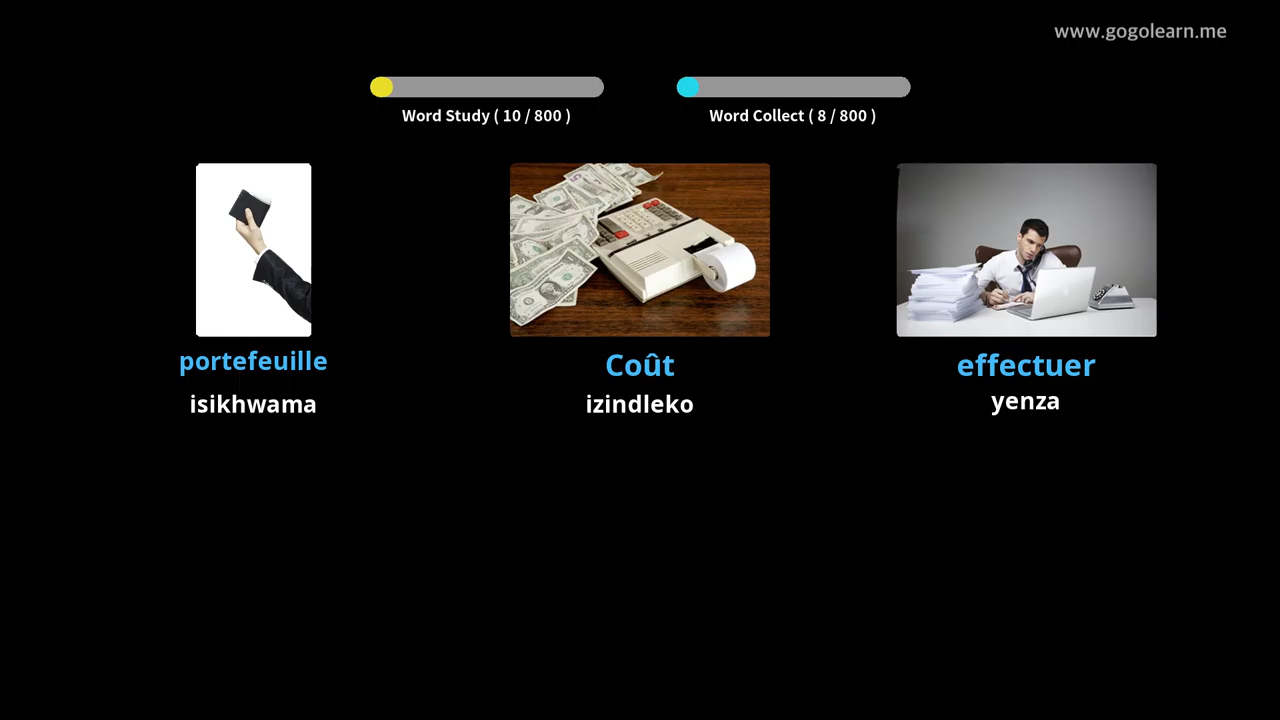 www.gogolearn.me
Word Study ( 10 / 800 )
Word Collect ( 8 / 800 )
portefeuille
Coût
effectuer
isikhwama
izindleko
yenza